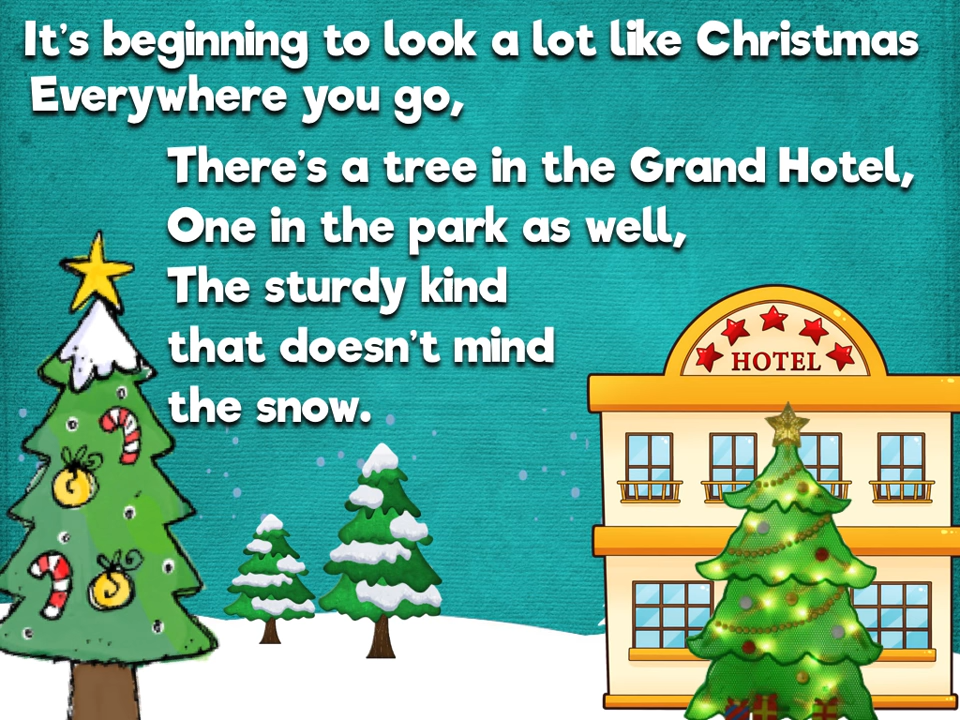 It's beginning to look a lot like Christmas
Everywhere you go,
There's a tree in the Grand Hotel,
One in the park as well,
The sturdy kind
that doesn't mind
the snow.
HOTEL